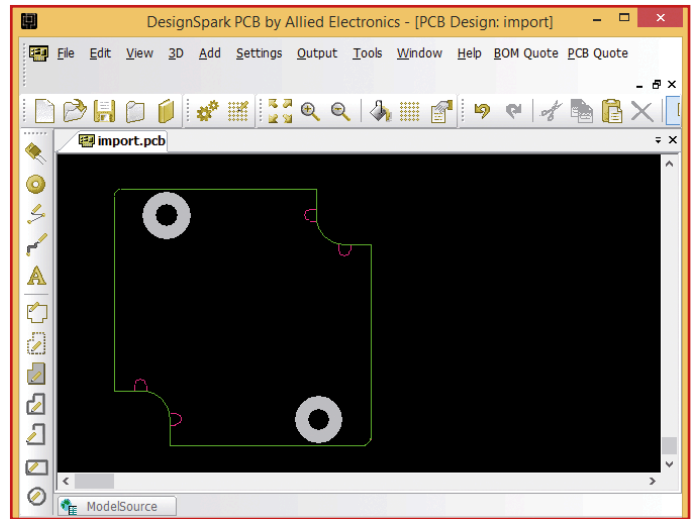 DesignSpark PCB by Allied Electronics - [PCB Design: import]
File Edit View 3D Add Settings Output Tools Window Help BOM Quote PCB Quote
import.pcb
A
ModelSource